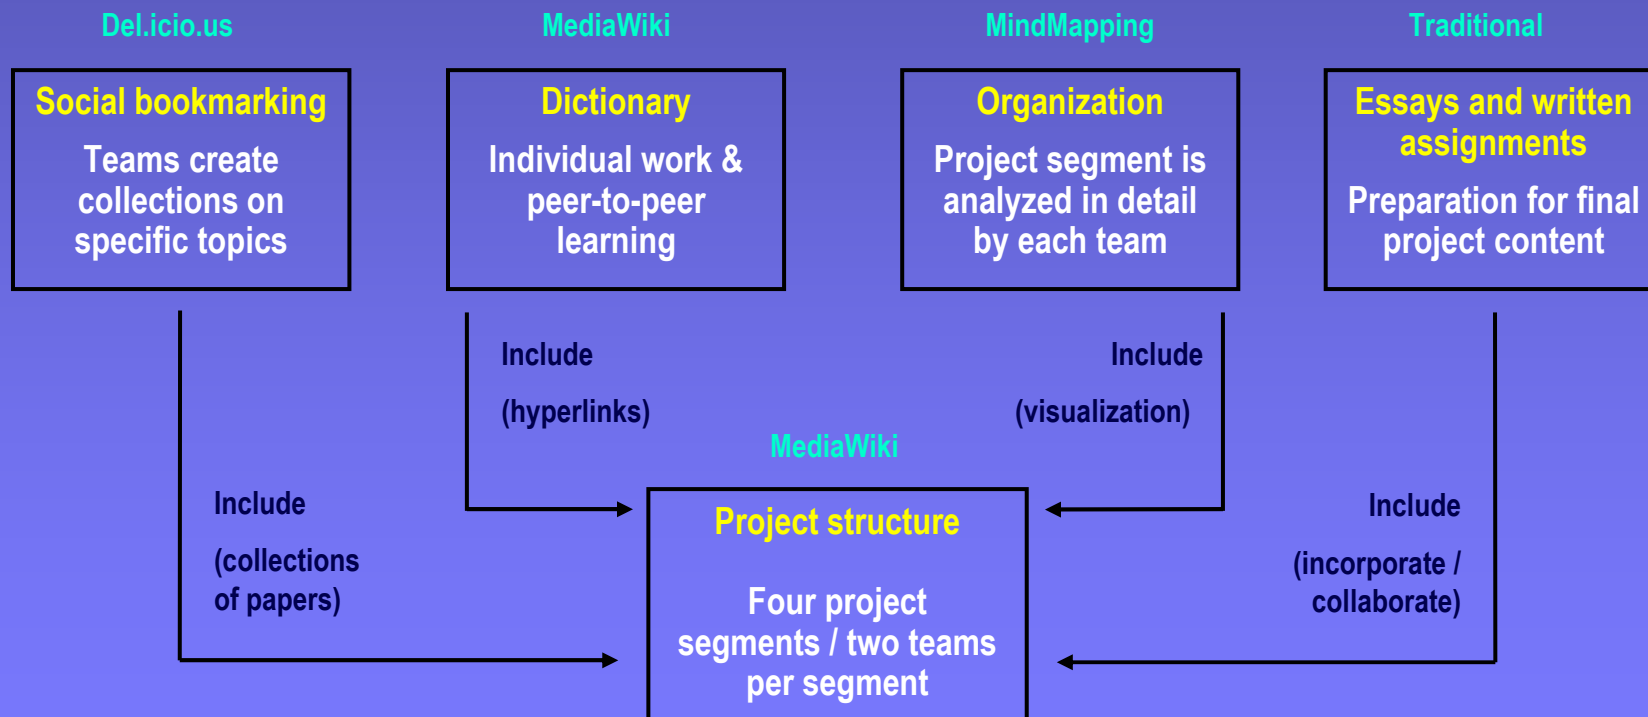 Del.icio.us
MediaWiki
MindMapping
Traditional
Social bookmarking
Teams create
collections on
specific topics
Dictionary
Individual work &
peer-to-peer
learning
Organization
Project segment is
analyzed in detail
by each team
Essays and written
assignments
Preparation for final
project content
Include
(hyperlinks)
Include
(visualization)
MediaWiki
Include
(collections
of papers)
Project structure
Four project
segments / two teams
per segment
Include
(incorporate /
collaborate)